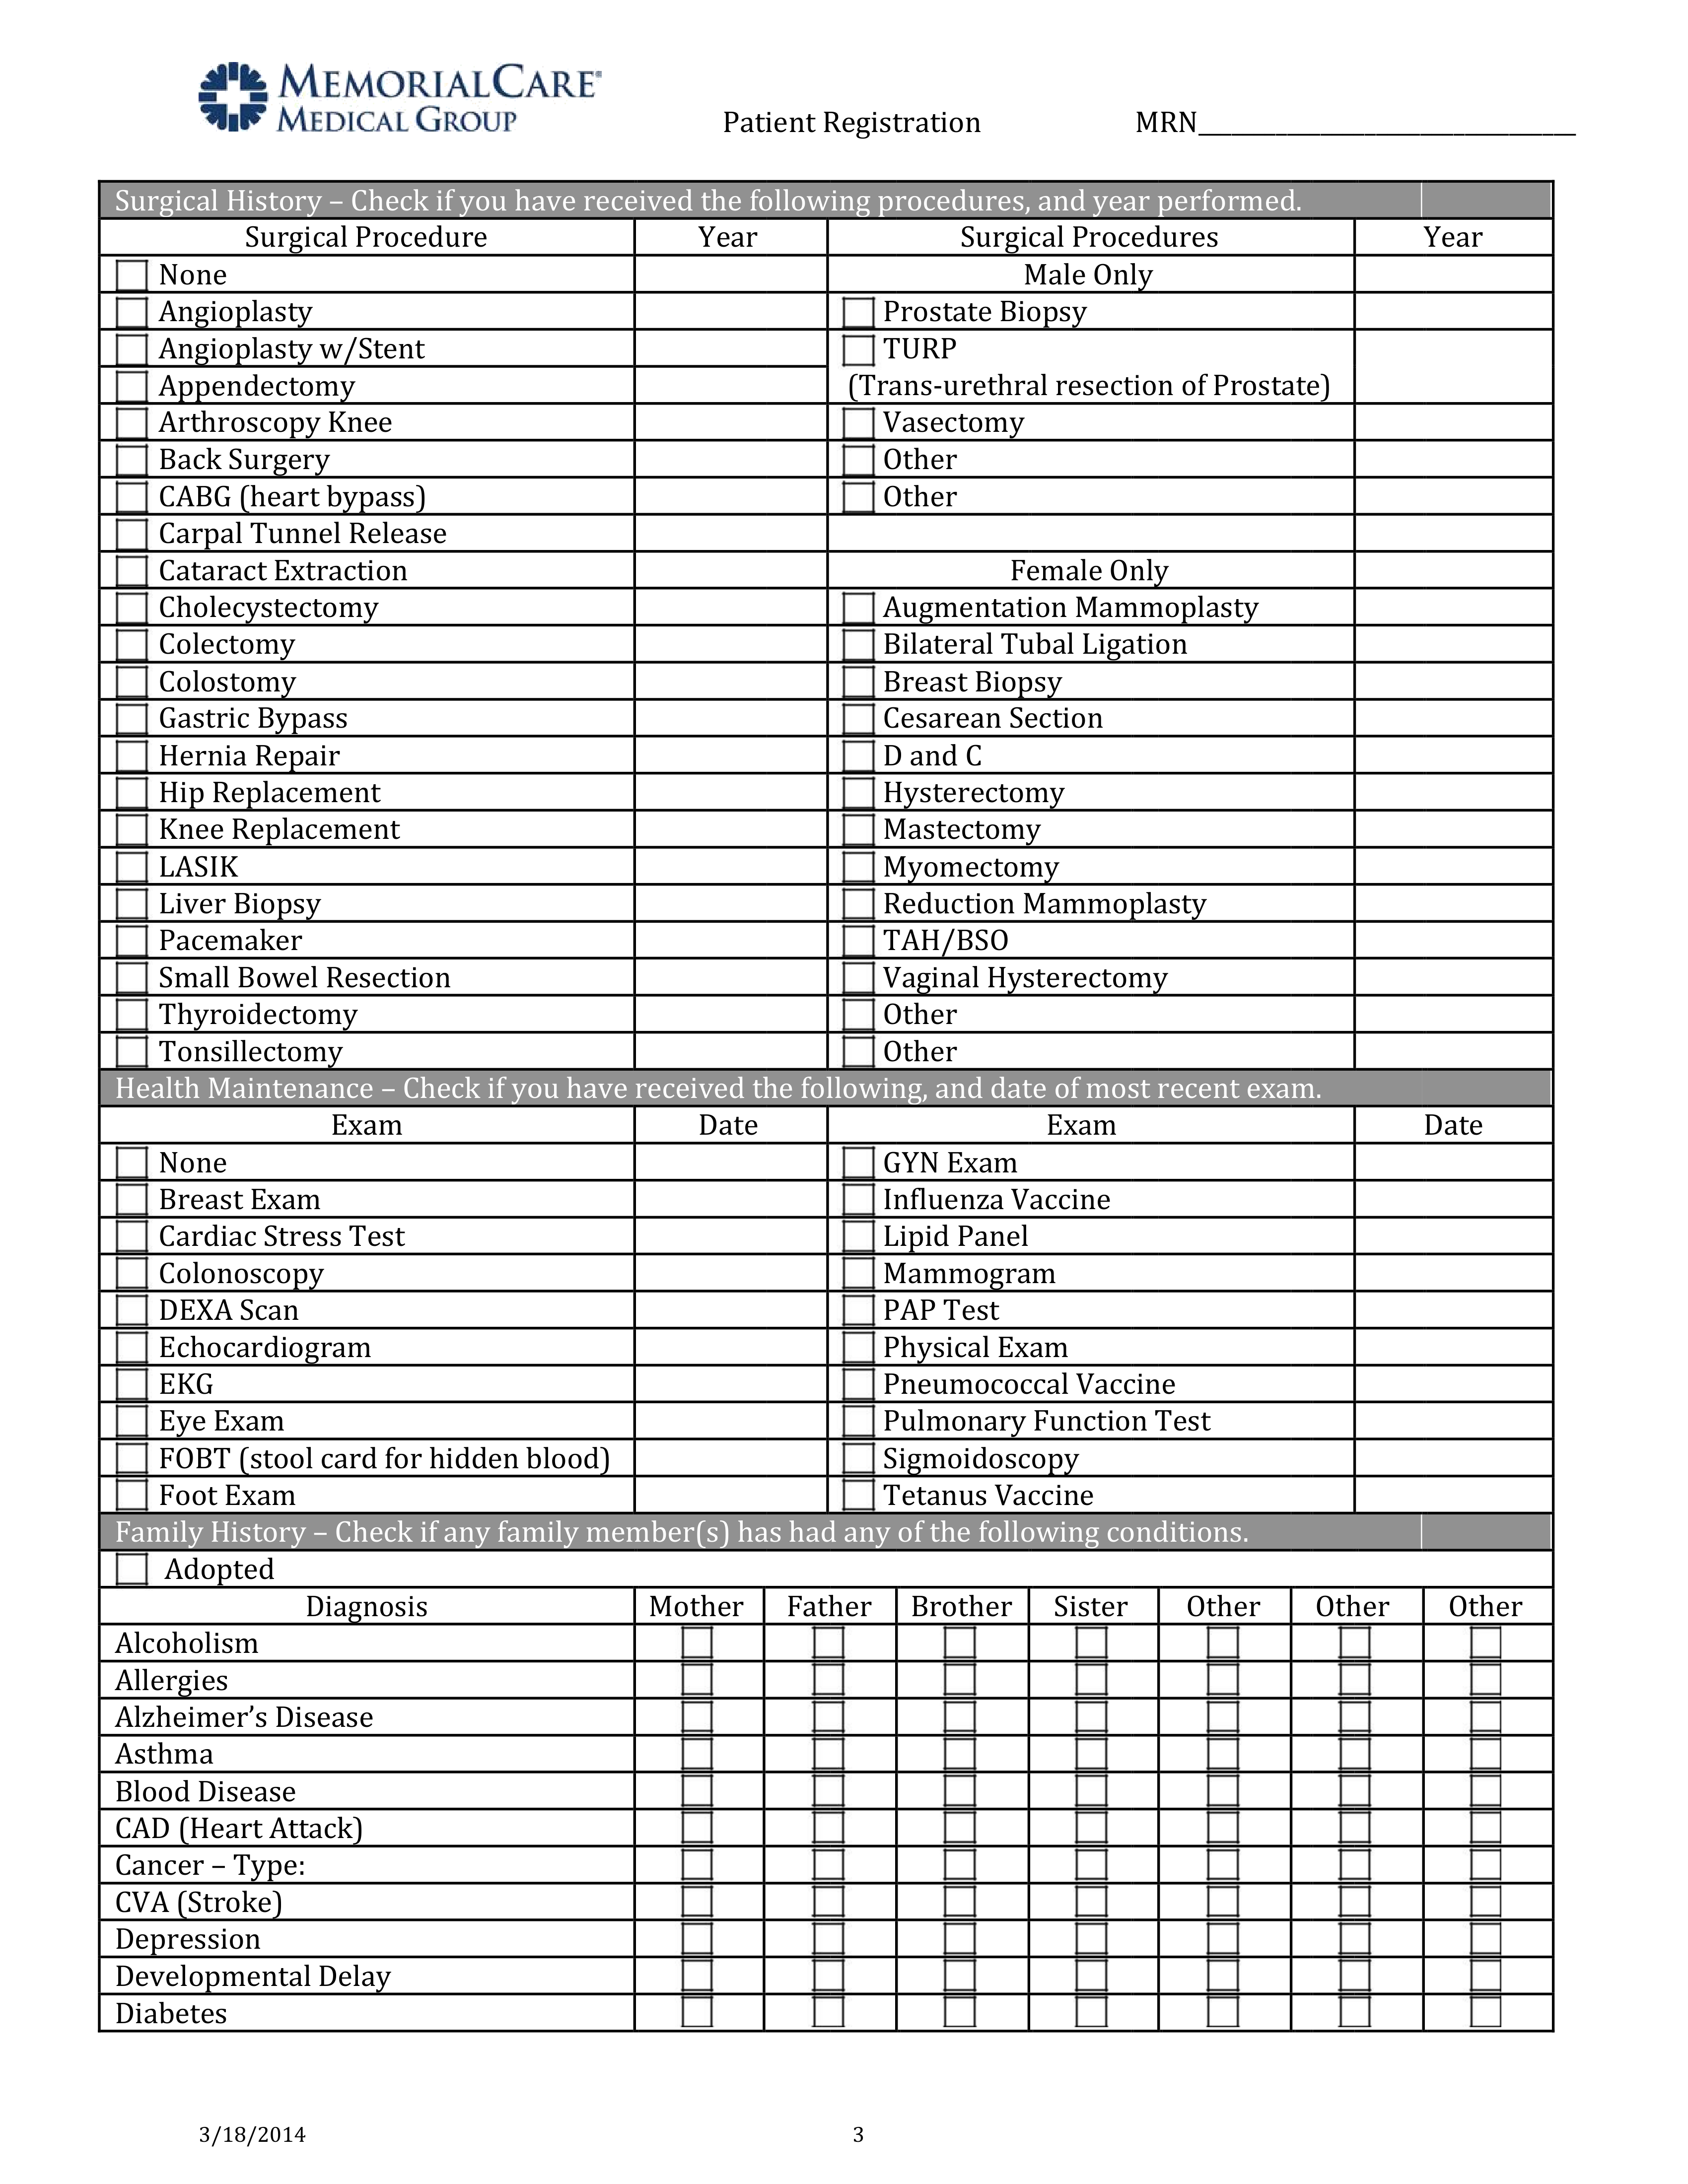 MEMORIALCARE®
MEDICAL GROUP
Patient Registration MRN____________________________
Surgical History – Check if you have received the following procedures, and year performed.
Surgical Procedure Year Surgical Procedures Year
None Male Only
Angioplasty Prostate Biopsy
Angioplasty w/Stent TURP
Appendectomy (Trans-urethral resection of Prostate)
Arthroscopy Knee Vasectomy
Back Surgery Other
CABG (heart bypass) Other
Carpal Tunnel Release
Cataract Extraction Female Only
Cholecystectomy Augmentation Mammoplasty
Colectomy Bilateral Tubal Ligation
Colostomy Breast Biopsy
Gastric Bypass Cesarean Section
Hernia Repair D and C
Hip Replacement Hysterectomy
Knee Replacement Mastectomy
LASIK Myomectomy
Liver Biopsy Reduction Mammoplasty
Pacemaker TAH/BSO
Small Bowel Resection Vaginal Hysterectomy
Thyroidectomy Other
Tonsillectomy Other
Health Maintenance – Check if you have received the following, and date of most recent exam.
Exam Date Exam Date
None GYN Exam
Breast Exam Influenza Vaccine
Cardiac Stress Test Lipid Panel
Colonoscopy Mammogram
DEXA Scan PAP Test
Echocardiogram Physical Exam
EKG Pneumococcal Vaccine
Eye Exam Pulmonary Function Test
FOBT (stool card for hidden blood) Sigmoidoscopy
Foot Exam Tetanus Vaccine
Family History – Check if any family member(s) has had any of the following conditions.
Adopted
Diagnosis Mother Father Brother Sister Other Other Other
Alcoholism
Allergies
Alzheimer’s Disease
Asthma
Blood Disease
CAD (Heart Attack)
Cancer – Type:
CVA (Stroke)
Depression
Developmental Delay
Diabetes
3/18/2014 3